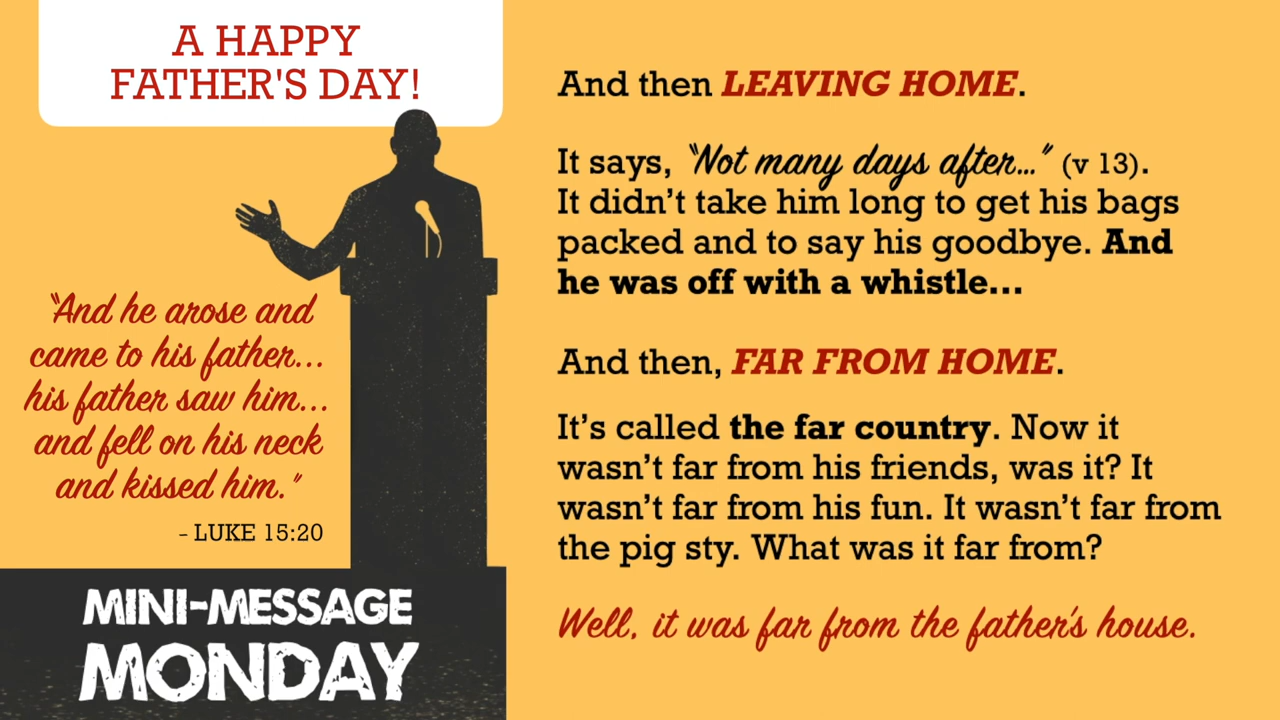 A HAPPY
FATHER'S DAY!
"And he arose and
came to his father...
his father saw him...
and fell on his neck
and kissed him."
- LUKE 15:20
MINI-MESSAGE
MONDAY
And then LEAVING HOME.
It says, "Not many days after..." (v 13).
It didn't take him long to get his bags
packed and to say his goodbye. And
he was off with a whistle...
And then, FAR FROM HOME.
It's called the far country. Now it
wasn't far from his friends, was it? It
wasn't far from his fun. It wasn't far from
the pig sty. What was it far from?
Well, it was far from the father's house.